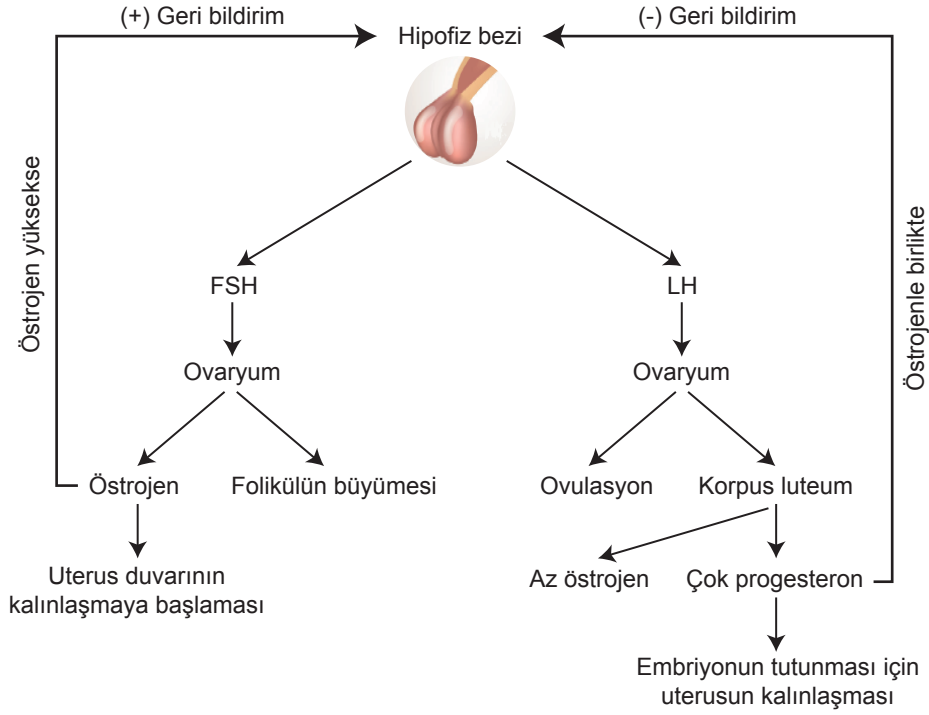 (+) Geri bildirim
(-) Geri bildirim
Hipofiz bezi
Östrojen yüksekse
Östrojenle birlikte
FSH
LH
Ovaryum
Ovaryum
Östrojen
Folikülün büyümesi
Ovulasyon
Korpus luteum
Uterus duvarının
kalınlaşmaya başlaması
Az östrojen
Çok progesteron
Embriyonun tutunması için
uterusun kalınlaşması